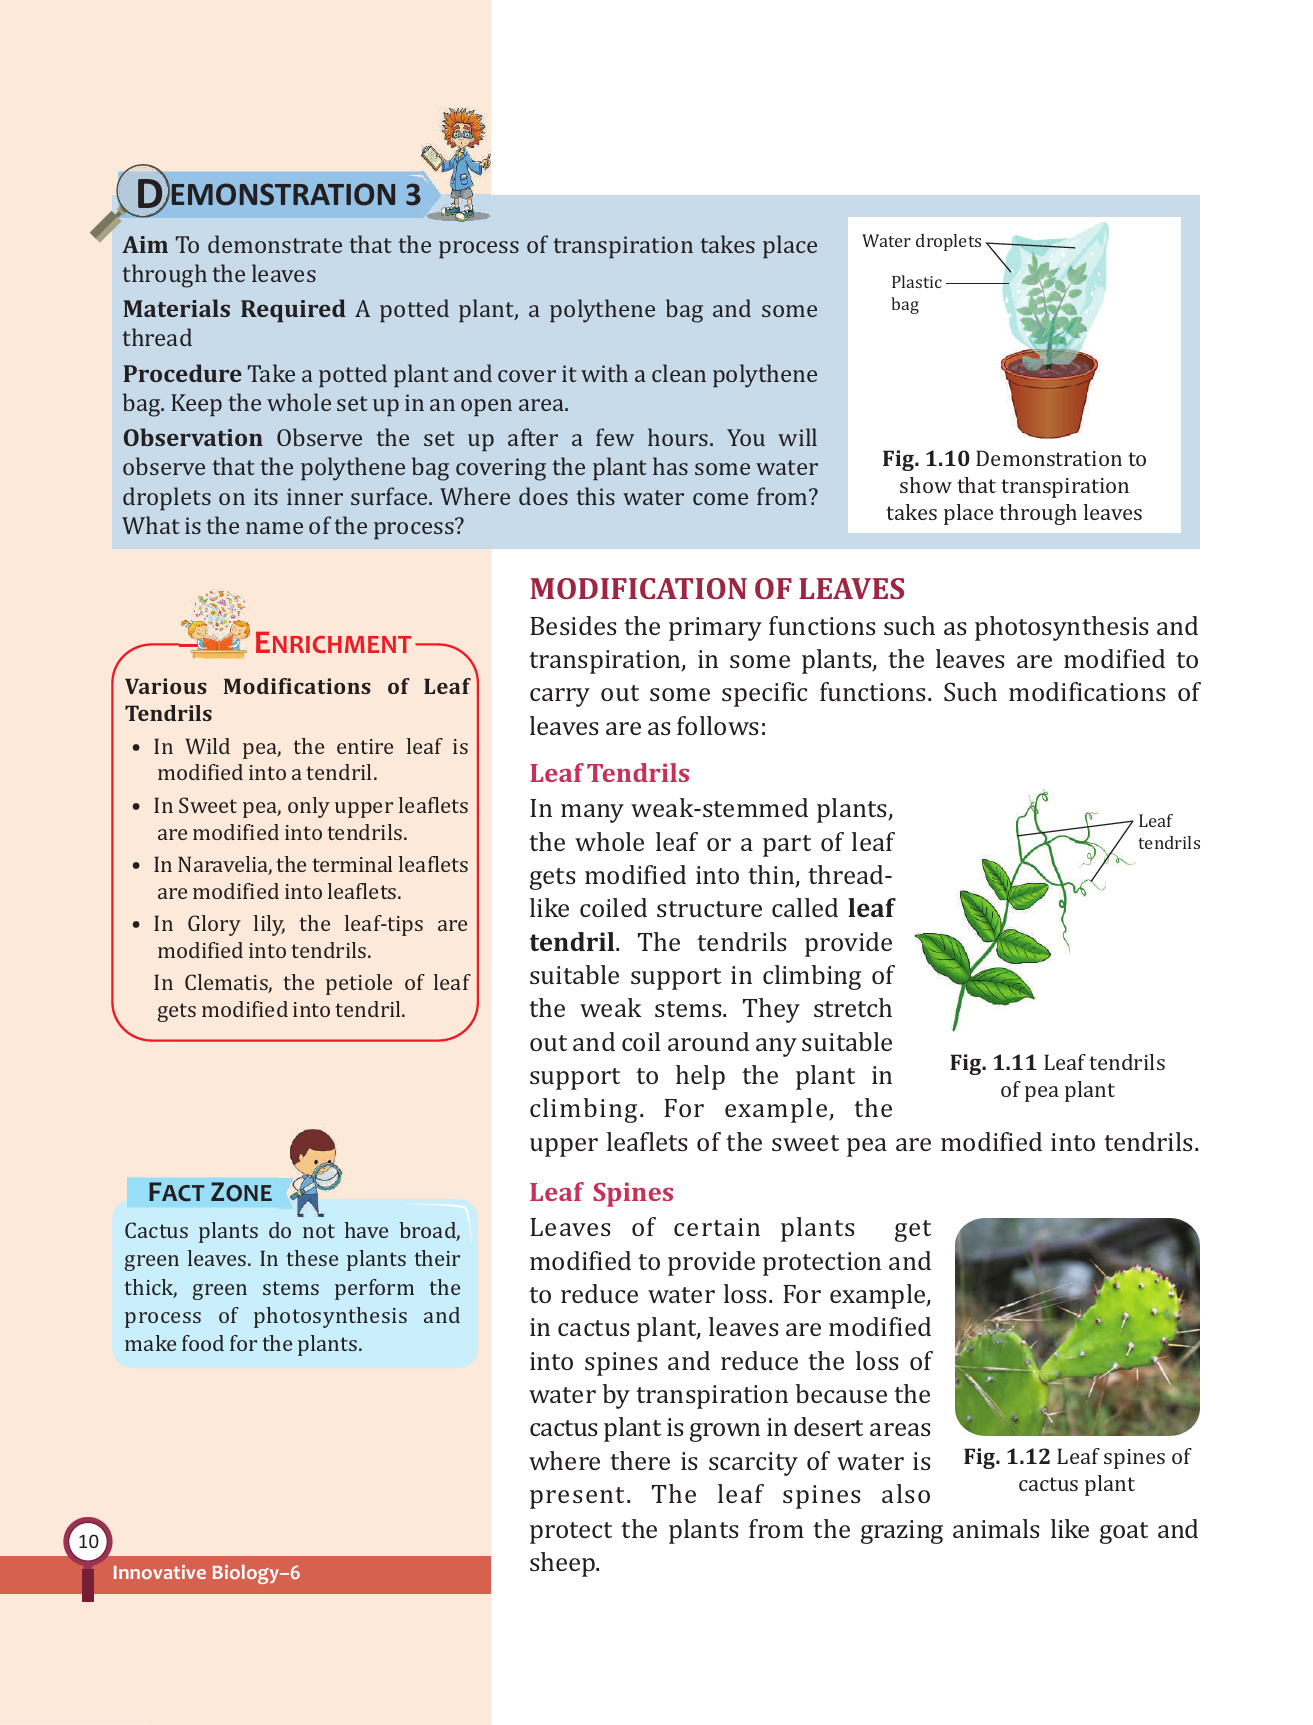 DEMONSTRATION 3
Aim To demonstrate that the process of transpiration takes place
through the leaves
Materials Required A potted plant, a polythene bag and some
thread
Procedure Take a potted plant and cover it with a clean polythene
bag. Keep the whole set up in an open area.
Observation Observe the set up after a few hours. You will
observe that the polythene bag covering the plant has some water
droplets on its inner surface. Where does this water come from?
What is the name of the process?
Water droplets
Plastic
bag
Fig. 1.10 Demonstration to
show that transpiration
takes place through leaves
ENRICHMENT
Various Modifications of Leaf
Tendrils
• In Wild pea, the entire leaf is
modified into a tendril.
• In Sweet pea, only upper leaflets
are modified into tendrils.
• In Naravelia, the terminal leaflets
are modified into leaflets.
• In Glory lily, the leaf-tips are
modified into tendrils.
In Clematis, the petiole of leaf
gets modified into tendril.
FACT ZONE
Cactus plants do not have broad,
green leaves. In these plants their
thick, green stems perform the
process of photosynthesis and
make food for the plants.
MODIFICATION OF LEAVES
Besides the primary functions such as photosynthesis and
transpiration, in some plants, the leaves are modified to
carry out some specific functions. Such modifications of
leaves are as follows:
Leaf Tendrils
In many weak-stemmed plants,
the whole leaf or a part of leaf
gets modified into thin, thread-
like coiled structure called leaf
tendril. The tendrils provide
suitable support in climbing of
the weak stems. They stretch
out and coil around any suitable
support to help the plant in
climbing. For example, the
upper leaflets of the sweet pea are modified into tendrils.
Leaf
tendrils
Fig. 1.11 Leaf tendrils
of pea plant
Leaf Spines
Leaves of certain plants get
modified to provide protection and
to reduce water loss. For example,
in cactus plant, leaves are modified
into spines and reduce the loss of
water by transpiration because the
cactus plant is grown in desert areas
where there is scarcity of water is
present. The leaf spines also
protect the plants from the grazing animals like goat and
sheep.
Fig. 1.12 Leaf spines of
cactus plant
10
Innovative Biology–6